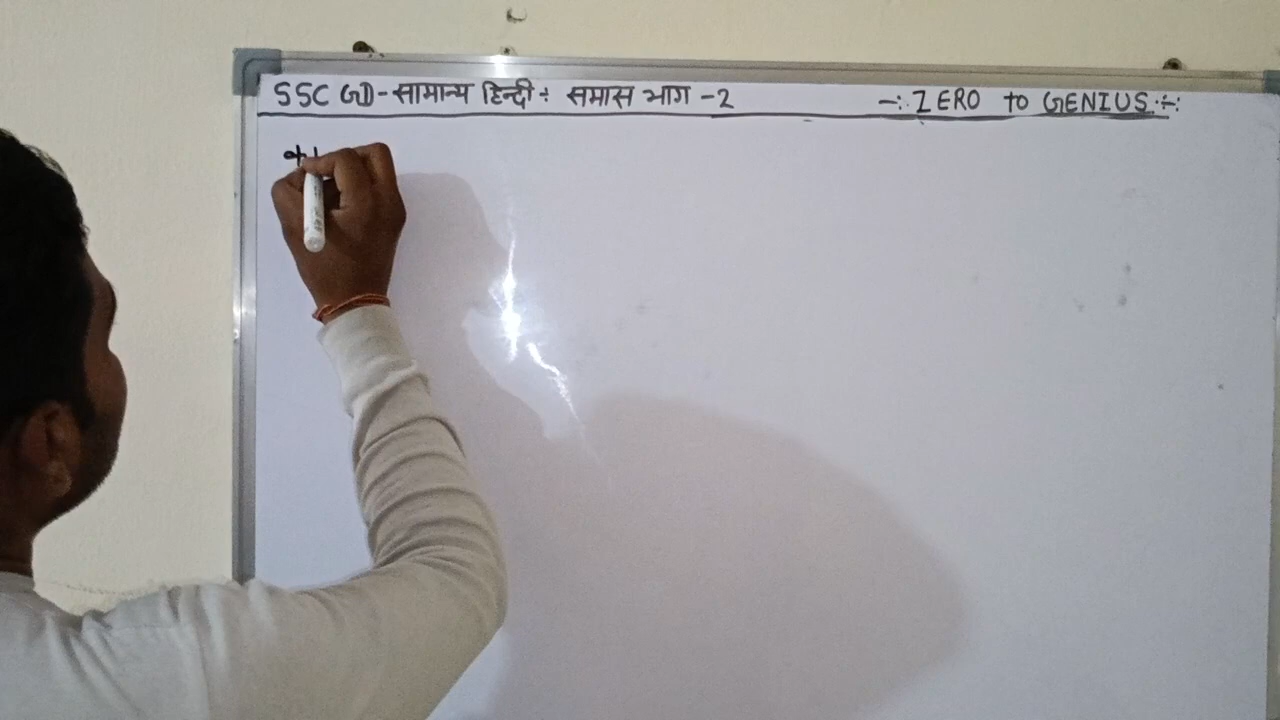 SSC GD - सामान्य हिन्दी ÷ समास भाग - 2 -:. ZERO to GENIUS .÷: